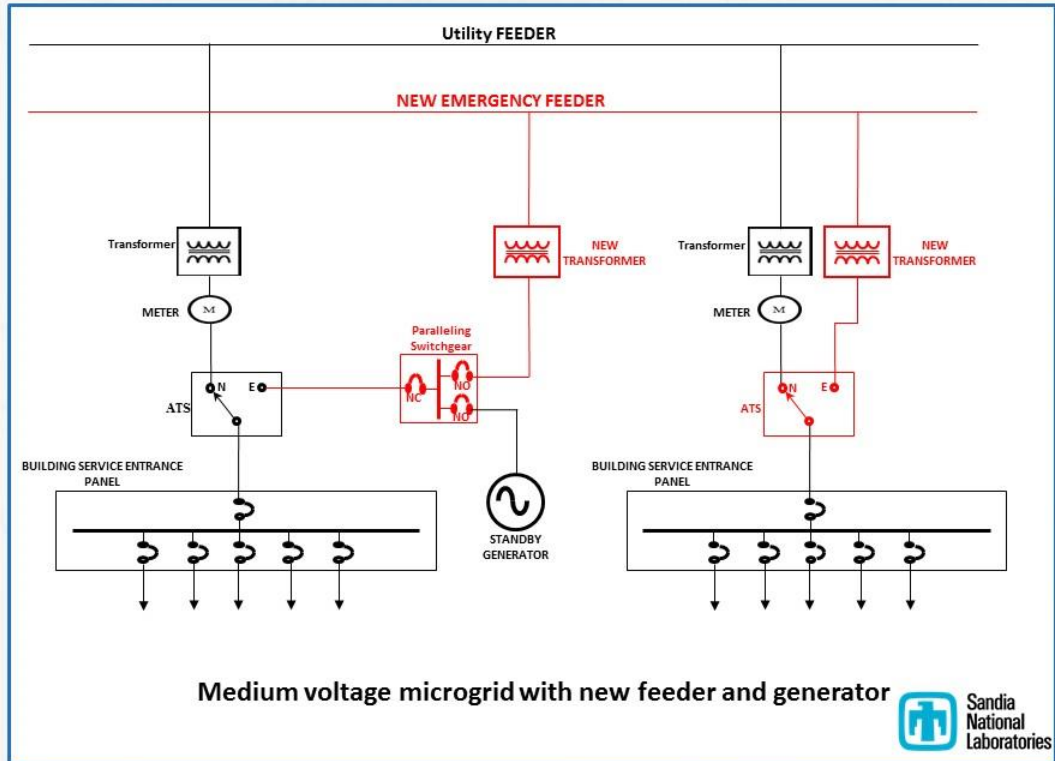 Utility FEEDER
NEW EMERGENCY FEEDER
Transformer
NEW
TRANSFORMER
Transformer
NEW
TRANSFORMER
METER
M
METER
M
Paralleling
Switchgear
NO
NC
NO
N
E
ATS
N
E
ATS
BUILDING SERVICE ENTRANCE
PANEL
BUILDING SERVICE ENTRANCE
PANEL
STANDBY
GENERATOR
Medium voltage microgrid with new feeder and generator
Sandia
National
Laboratories